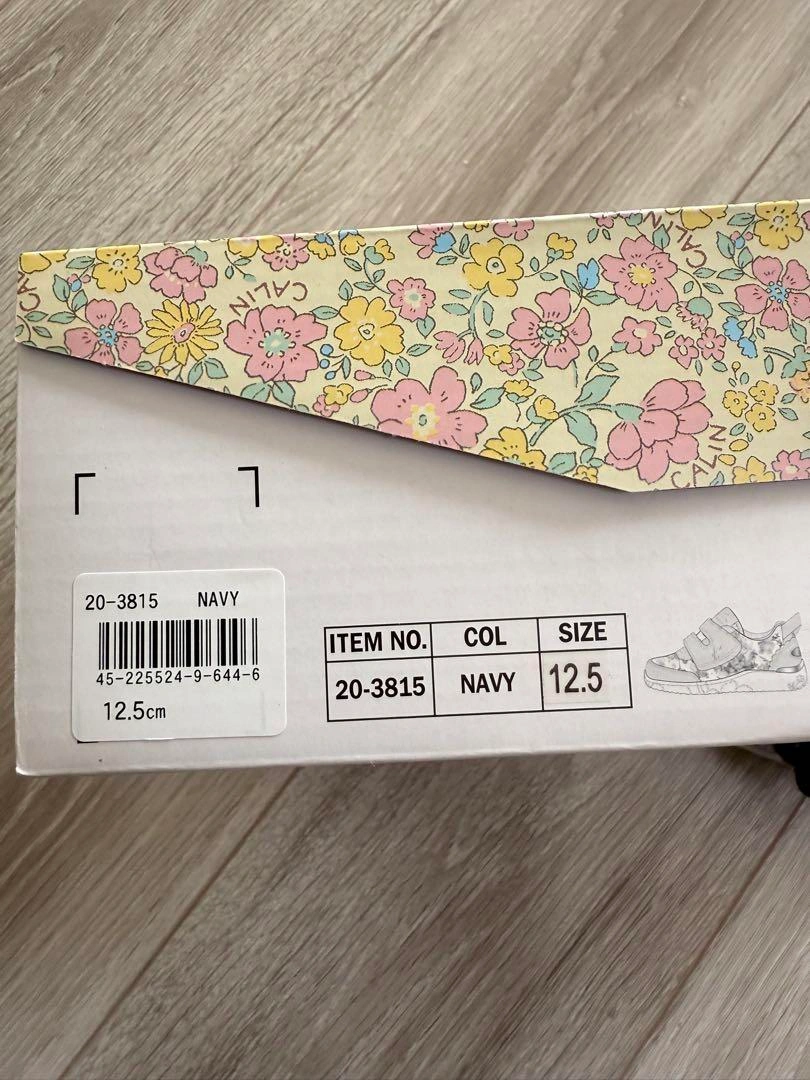 CALIN
CALIN
CALIN
20-3815 NAVY
45-225524-9-644-6
12.5cm
ITEM NO. COL SIZE
20-3815 NAVY 12.5